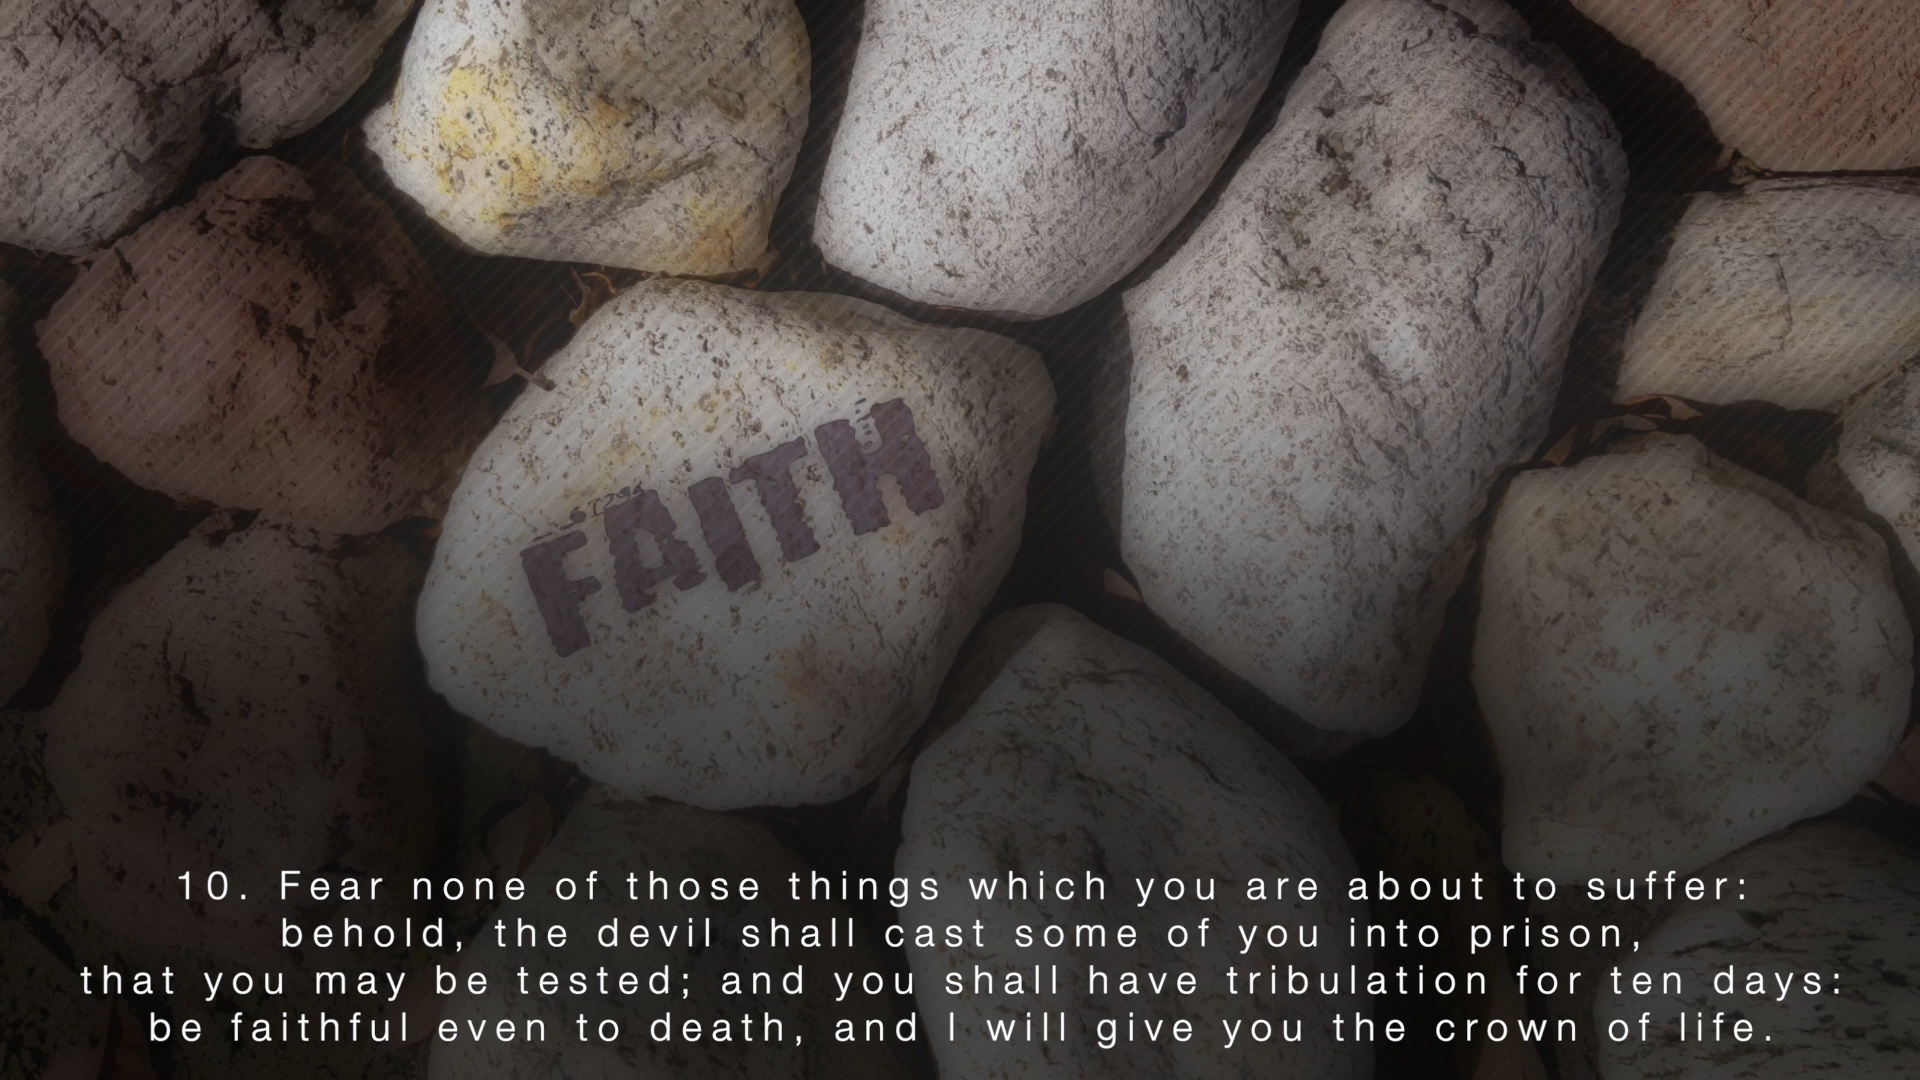 FAITH
10. Fear none of those things which you are about to suffer:
behold, the devil shall cast some of you into prison,
that you may be tested; and you shall have tribulation for ten days:
be faithful even to death, and I will give you the crown of life.